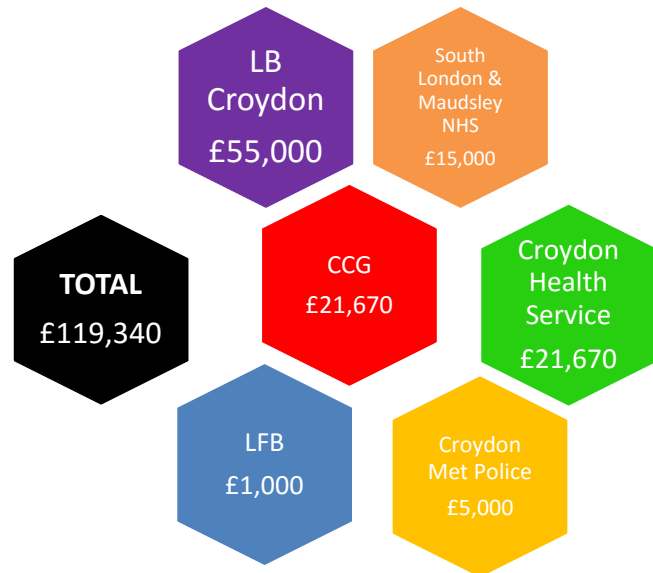 LB
Croydon
£55,000
South
London &
Maudsley
NHS
£15,000
TOTAL
£119,340
CCG
£21,670
Croydon
Health
Service
£21,670
LFB
£1,000
Croydon
Met Police
£5,000